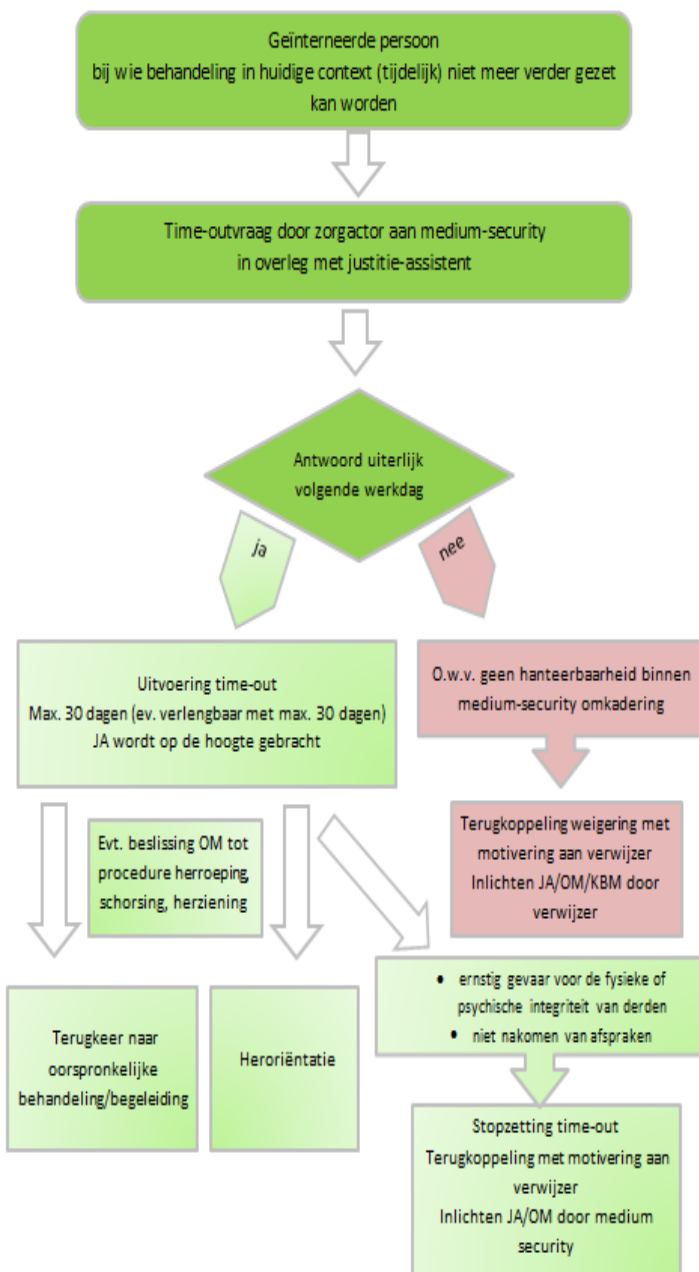 Geïnterneerde persoon
bij wie behandeling in huidige context (tijdelijk) niet meer verder gezet
kan worden
Time-outvraag door zorgactor aan medium-security
in overleg met justitie-assistent
Antwoord uiterlijk
volgende werkdag
ja
nee
Uitvoering time-out
Max. 30 dagen (ev. verlengbaar met max. 30 dagen)
JA wordt op de hoogte gebracht
O.w.v. geen hanteerbaarheid binnen
medium-security omkadering
Evt. beslissing OM tot
procedure herroeping,
schorsing, herziening
Terugkoppeling weigering met
motivering aan verwijzer
Inlichten JA/OM/KBM door
verwijzer
Terugkeer naar
oorspronkelijke
behandeling/begeleiding
Heroriëntatie
• ernstig gevaar voor de fysieke of
psychische integriteit van derden
• niet nakomen van afspraken
Stopzetting time-out
Terugkoppeling met motivering aan
verwijzer
Inlichten JA/OM door medium
security